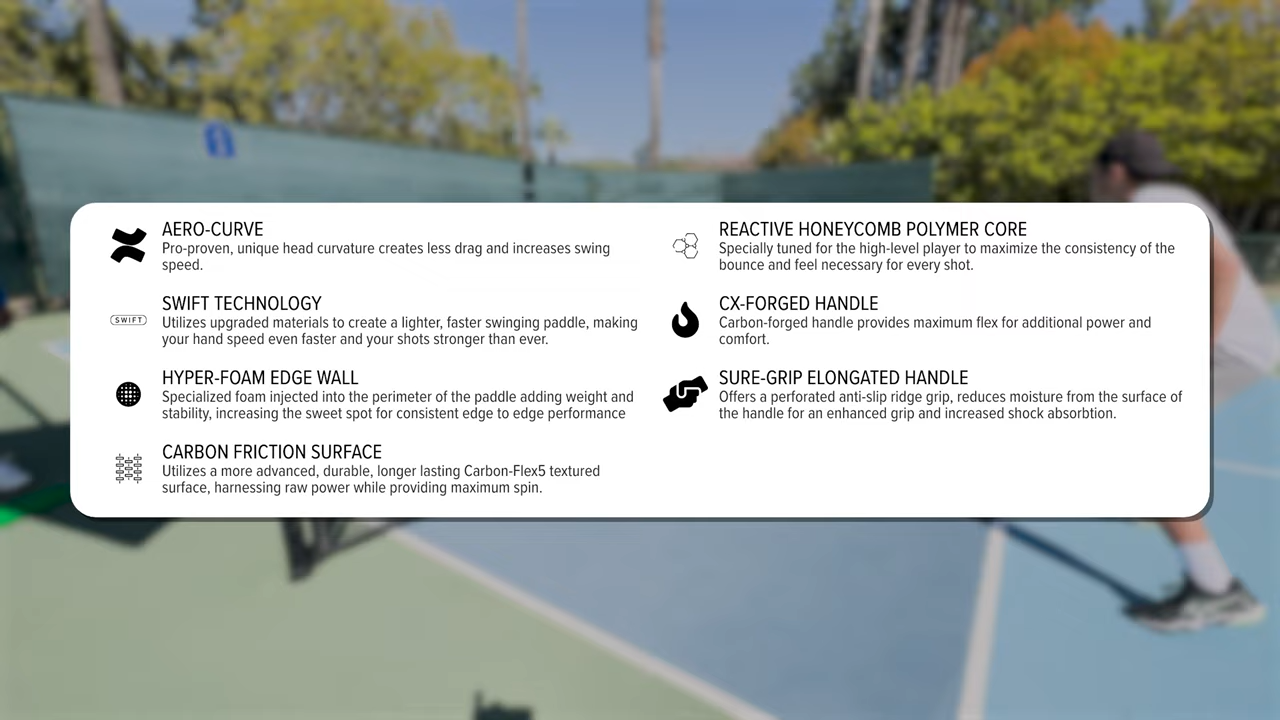 AERO-CURVE
Pro-proven, unique head curvature creates less drag and increases swing
speed.
SWIFT
SWIFT TECHNOLOGY
Utilizes upgraded materials to create a lighter, faster swinging paddle, making
your hand speed even faster and your shots stronger than ever.
HYPER-FOAM EDGE WALL
Specialized foam injected into the perimeter of the paddle adding weight and
stability, increasing the sweet spot for consistent edge to edge performance
CARBON FRICTION SURFACE
Utilizes a more advanced, durable, longer lasting Carbon-Flex5 textured
surface, harnessing raw power while providing maximum spin.
REACTIVE HONEYCOMB POLYMER CORE
Specially tuned for the high-level player to maximize the consistency of the
bounce and feel necessary for every shot.
CX-FORGED HANDLE
Carbon-forged handle provides maximum flex for additional power and
comfort.
SURE-GRIP ELONGATED HANDLE
Offers a perforated anti-slip ridge grip, reduces moisture from the surface of
the handle for an enhanced grip and increased shock absorbtion.